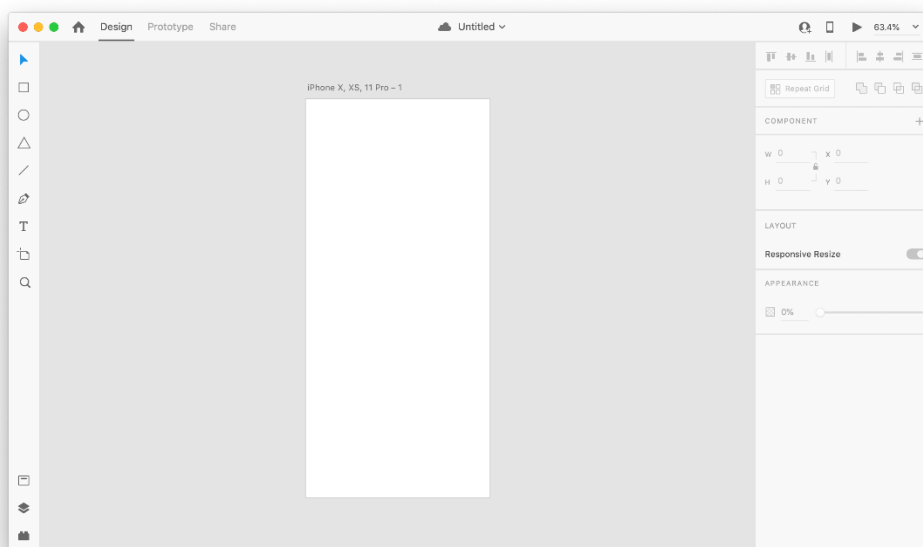 Design Prototype Share Untitled 63.4%
iPhone X, XS, 11 Pro – 1
Repeat Grid
COMPONENT
W 0 X 0
H 0 Y 0
T
LAYOUT
Responsive Resize
APPEARANCE
0%